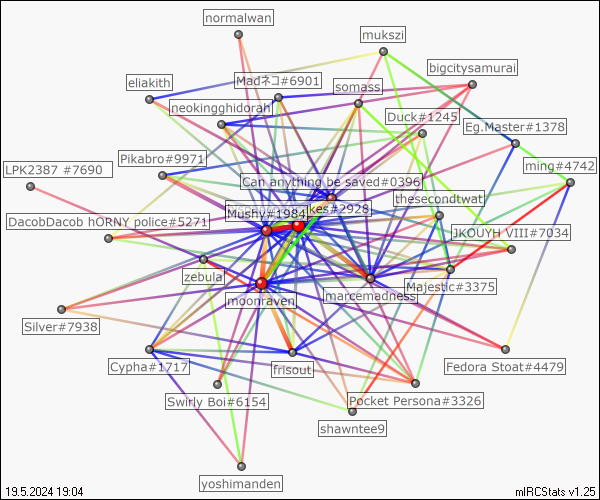 normalwan
mukszi
bigcitysamurai
eliakith
Madネコ#6901
somass
neokingghidorah
Duck#1245
Eg.Master#1378
Pikabro#9971
ming#4742
LPK2387 #7690
Can anything be saved#0396
thesecondtwat
Mushy#1984
kes#2928
DacobDacob hORNY police#5271
JKOUYH VIII#7034
zebula
Majestic#3375
moonraven
marcemadness
Silver#7938
Cypha#1717
frisout
Fedora Stoat#4479
Swirly Boi#6154
Pocket Persona#3326
shawntee9
yoshimanden
19.5.2024 19:04
mIRCStats v1.25